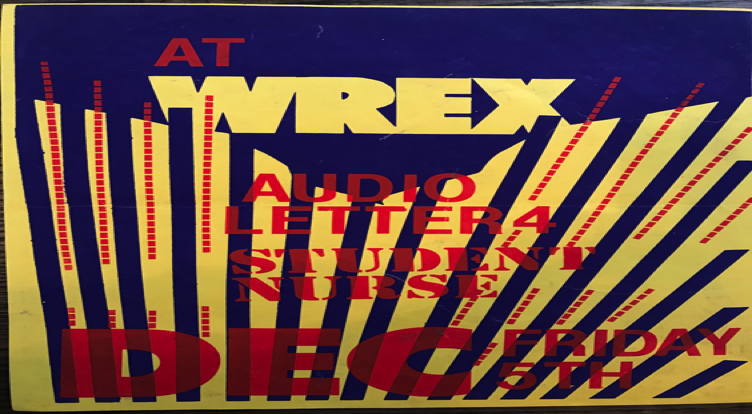 AT
WREX
AUDIO
LETTER4
STUDENT
NURSE
DEC FRIDAY
5TH